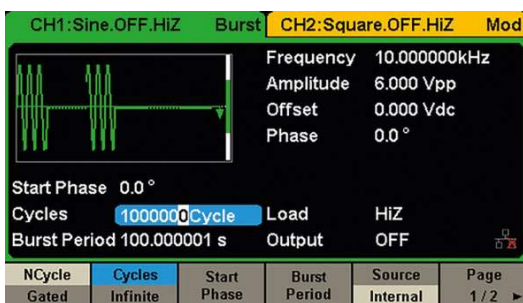 CH1:Sine.OFF.HiZ Burst CH2:Square.OFF.HiZ Mod
Frequency 10.000000kHz
Amplitude 6.000 Vpp
Offset 0.000 Vdc
Phase 0.0 °
Start Phase 0.0 °
Cycles 1000000Cycle Load HiZ
Burst Period 100.000001 s Output OFF
NCycle Cycles Start Burst Source Page
Gated Infinite Phase Period Internal 1/2 ►